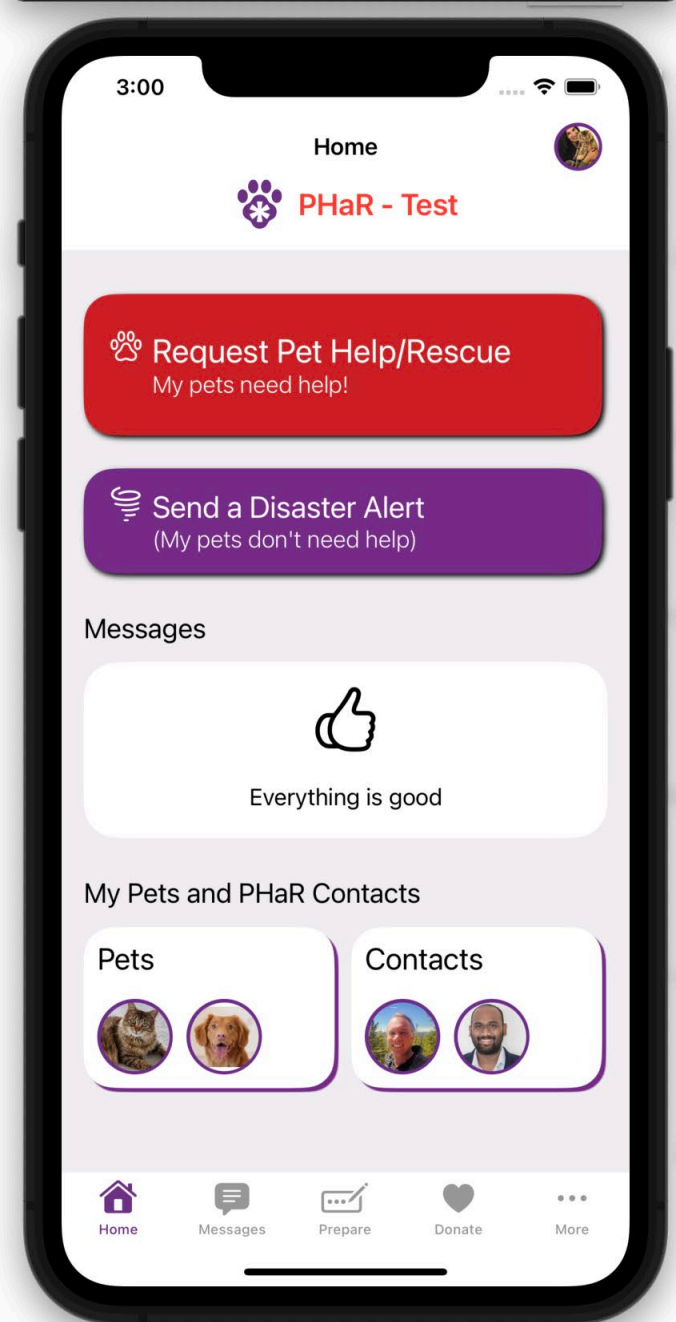 3:00
Home
PHaR - Test
Request Pet Help/Rescue
My pets need help!
Send a Disaster Alert
(My pets don't need help)
Messages
Everything is good
My Pets and PHaR Contacts
Pets
Contacts
Home
Messages
Prepare
Donate
More